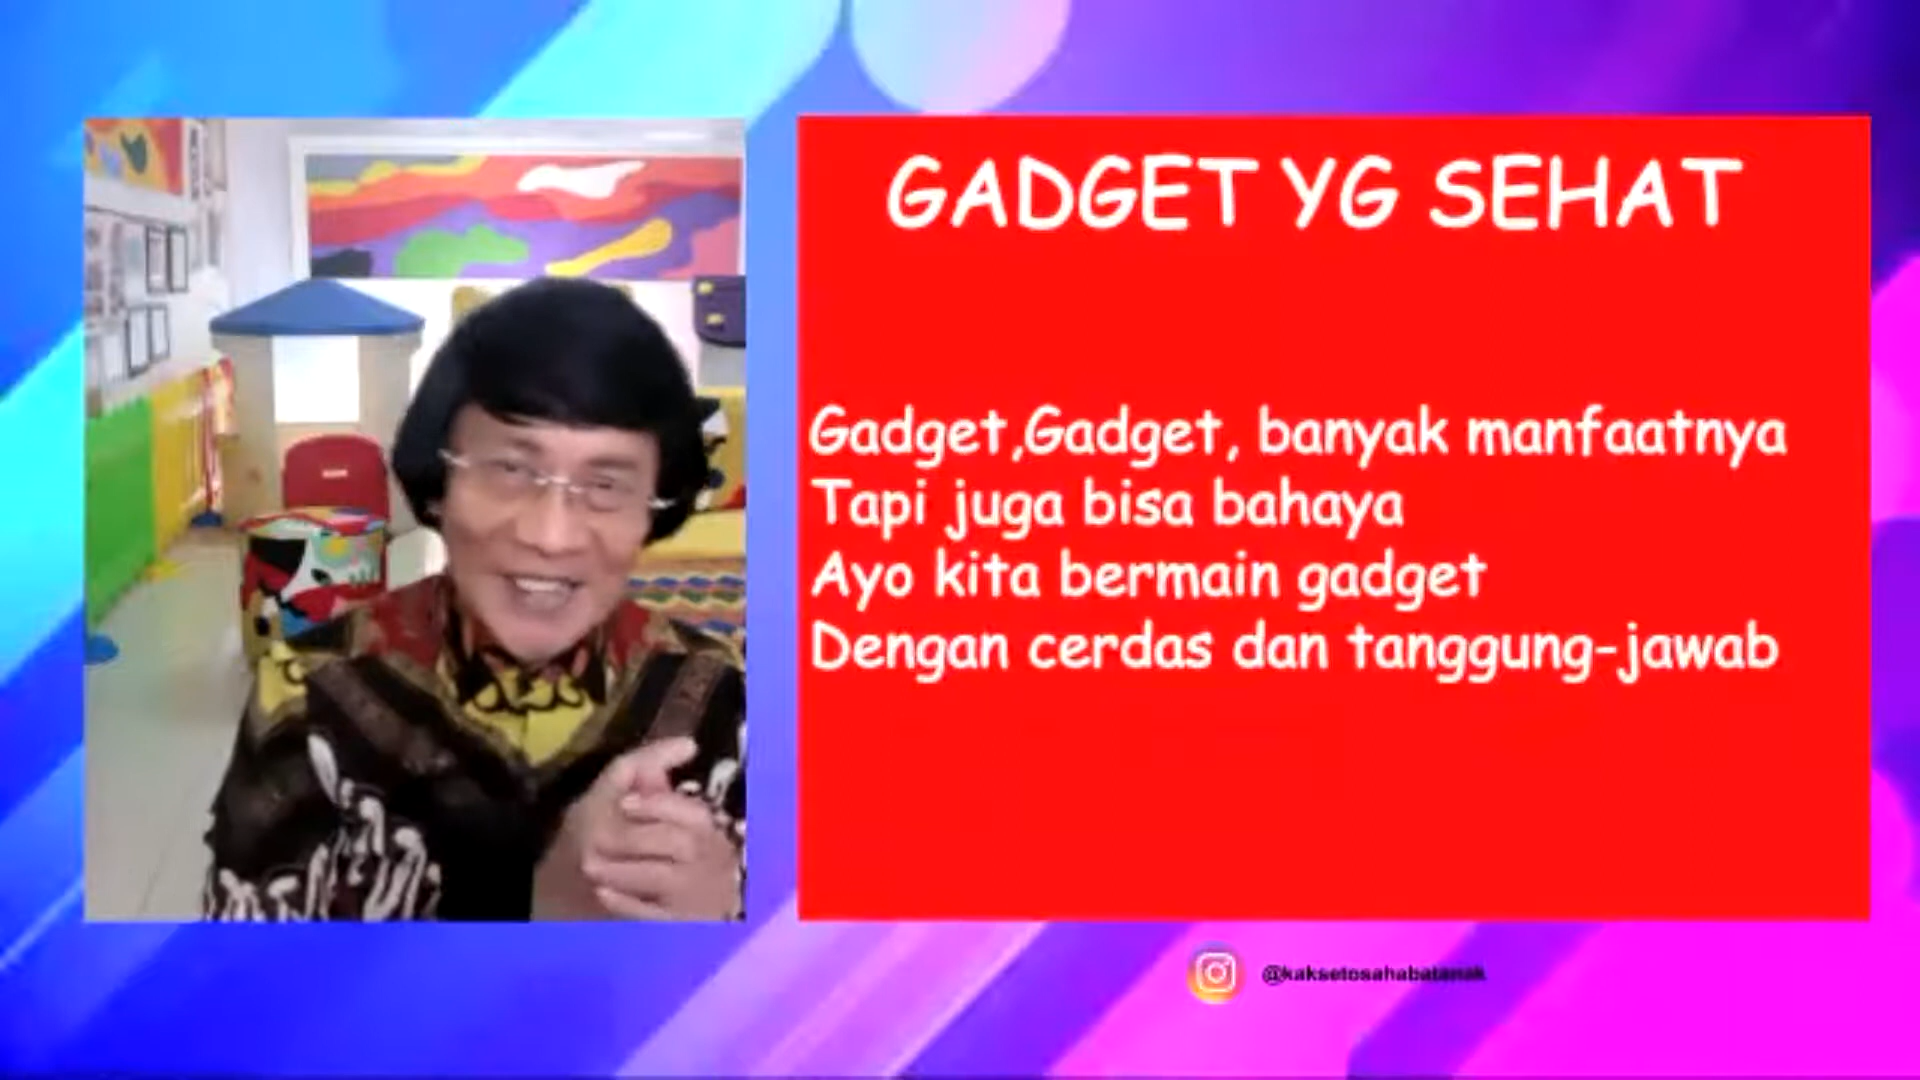 GADGET YG SEHAT
Gadget,Gadget, banyak manfaatnya
Tapi juga bisa bahaya
Ayo kita bermain gadget
Dengan cerdas dan tanggung-jawab
@kaksetosahabatanak